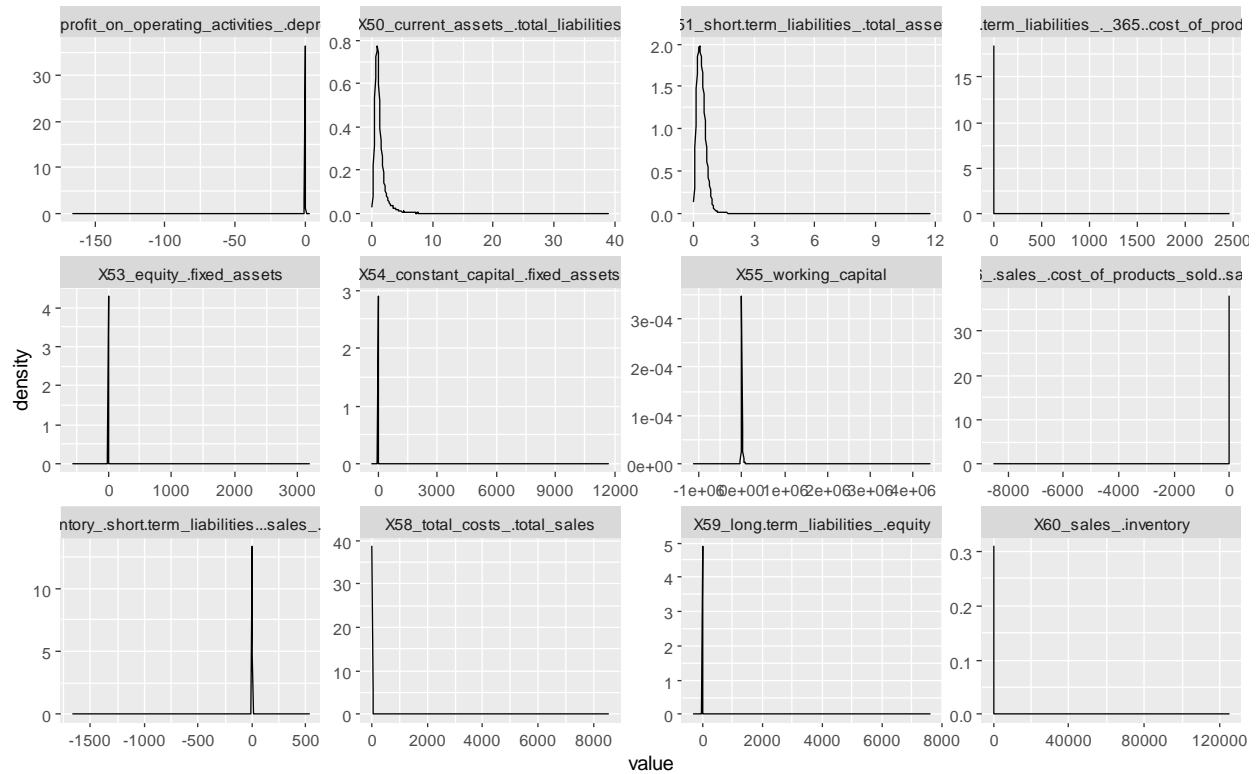 profit_on_operating_activities_.depr
X50_current_assets_.total_liabilities
51_short.term_liabilities_.total_asset
.term_liabilities_._365..cost_of_prod
30
20
10
0
0.8
0.6
0.4
0.2
0.0
2.0
1.5
1.0
0.5
0.0
15
10
5
0
-150 -100 -50 0
0 10 20 30 40
0 3 6 9 12
0 500 1000 1500 2000 2500
X53_equity_.fixed_assets
X54_constant_capital_.fixed_assets
X55_working_capital
6_.sales_.cost_of_products_sold..sa
4
3
2
1
0
3
2
1
0
3e-04
2e-04
1e-04
0e+00
30
20
10
0
0 1000 2000 3000
0 3000 6000 9000 12000
-1e+06 0e+00 1e+06 2e+06 3e+06 4e+06
-8000 -6000 -4000 -2000 0
ntory_.short.term_liabilities...sales_.
X58_total_costs_.total_sales
X59_long.term_liabilities_.equity
X60_sales_.inventory
10
5
0
40
30
20
10
0
5
4
3
2
1
0
0.3
0.2
0.1
0.0
-1500 -1000 -500 0 500
0 2000 4000 6000 8000
0 2000 4000 6000 8000
0 40000 80000 120000
density
value